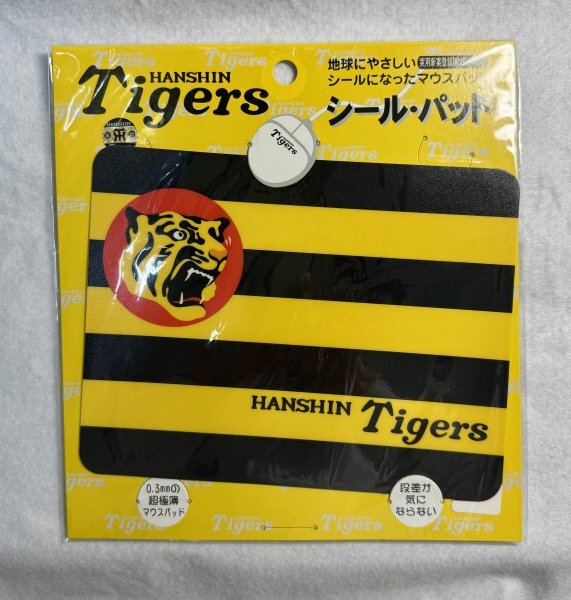 HANSHIN
Tigers
地球にやさしい
シールになったマウスパッド
シール・パッド
Tigers
HANSHIN Tigers
0.3mmの
超極薄
マウスパッド
段差が
気に
ならない
HANSHIN
Tigers